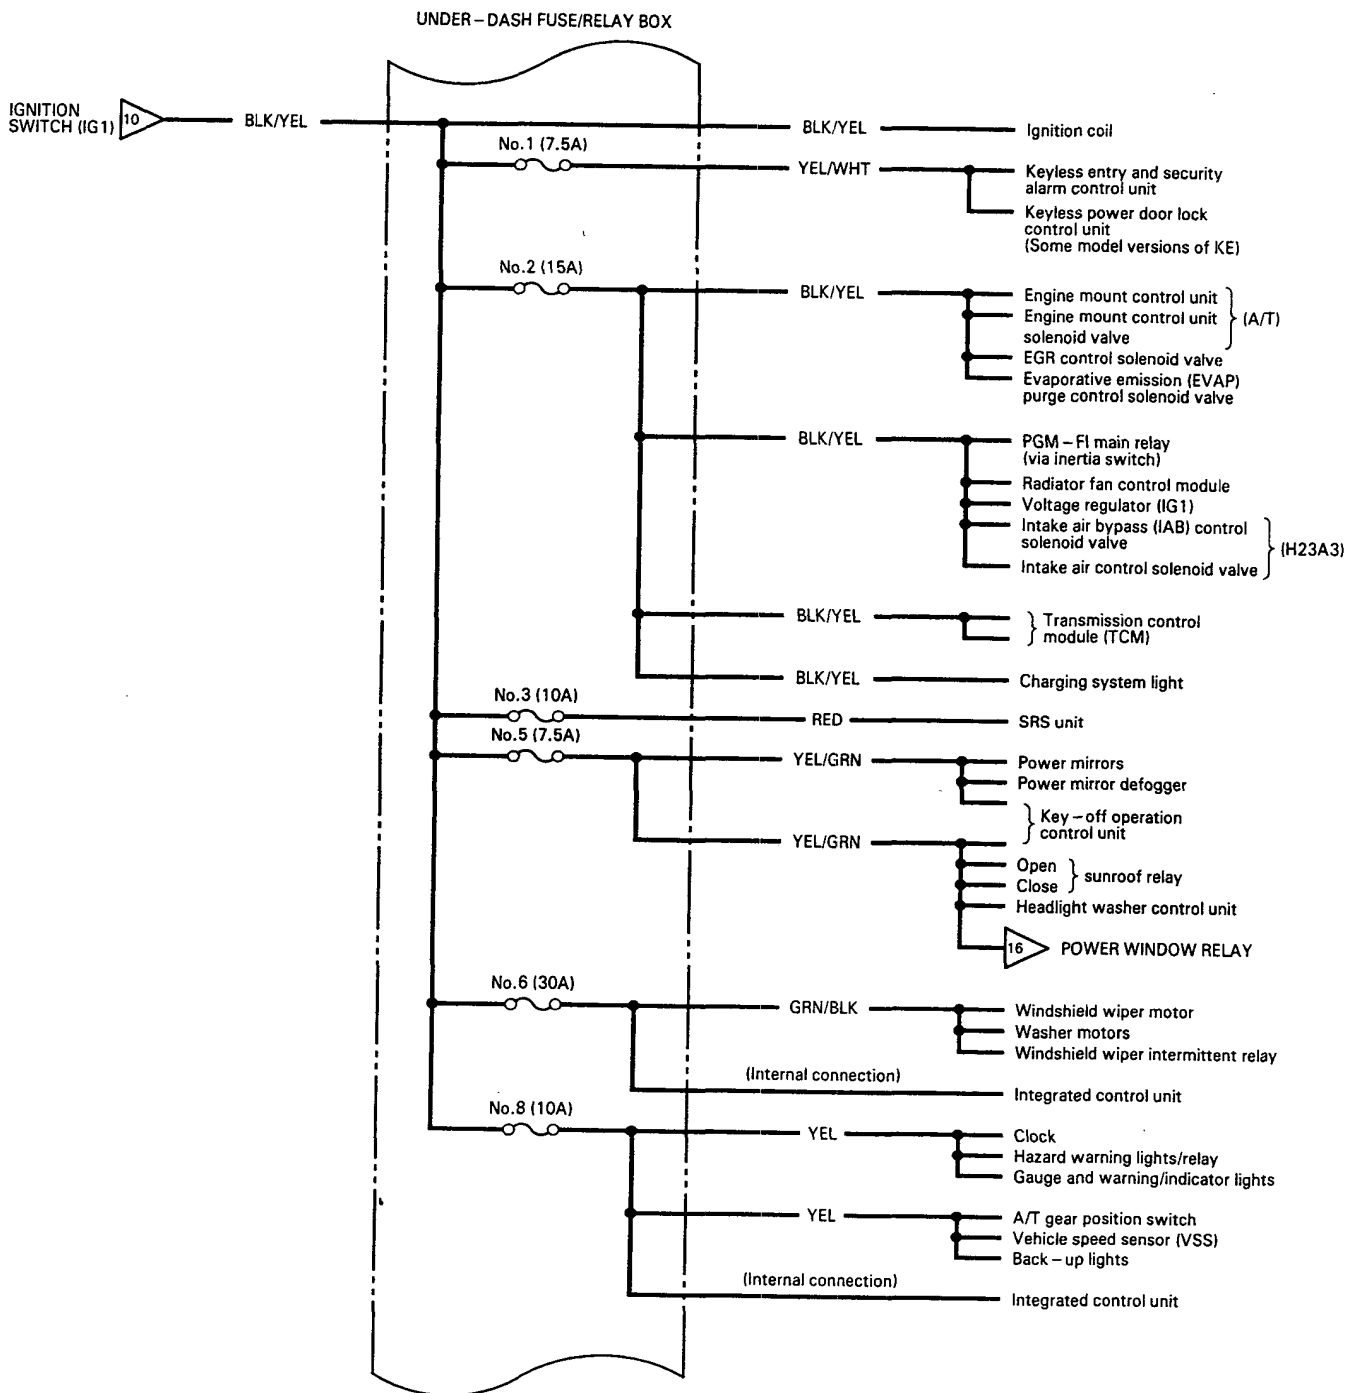 UNDER–DASH FUSE/RELAY BOX
IGNITION
SWITCH (IG1)
10
BLK/YEL
BLK/YEL
Ignition coil
No.1 (7.5A)
YEL/WHT
Keyless entry and security
alarm control unit
Keyless power door lock
control unit
(Some model versions of KE)
No.2 (15A)
BLK/YEL
Engine mount control unit
Engine mount control unit
solenoid valve
(A/T)
EGR control solenoid valve
Evaporative emission (EVAP)
purge control solenoid valve
BLK/YEL
PGM–FI main relay
(via inertia switch)
Radiator fan control module
Voltage regulator (IG1)
Intake air bypass (IAB) control
solenoid valve
(H23A3)
Intake air control solenoid valve
BLK/YEL
Transmission control
module (TCM)
BLK/YEL
Charging system light
No.3 (10A)
RED
SRS unit
No.5 (7.5A)
YEL/GRN
Power mirrors
Power mirror defogger
Key–off operation
control unit
YEL/GRN
Open
Close
sunroof relay
Headlight washer control unit
16
POWER WINDOW RELAY
No.6 (30A)
GRN/BLK
Windshield wiper motor
Washer motors
Windshield wiper intermittent relay
(Internal connection)
Integrated control unit
No.8 (10A)
YEL
Clock
Hazard warning lights/relay
Gauge and warning/indicator lights
YEL
A/T gear position switch
Vehicle speed sensor (VSS)
Back–up lights
(Internal connection)
Integrated control unit